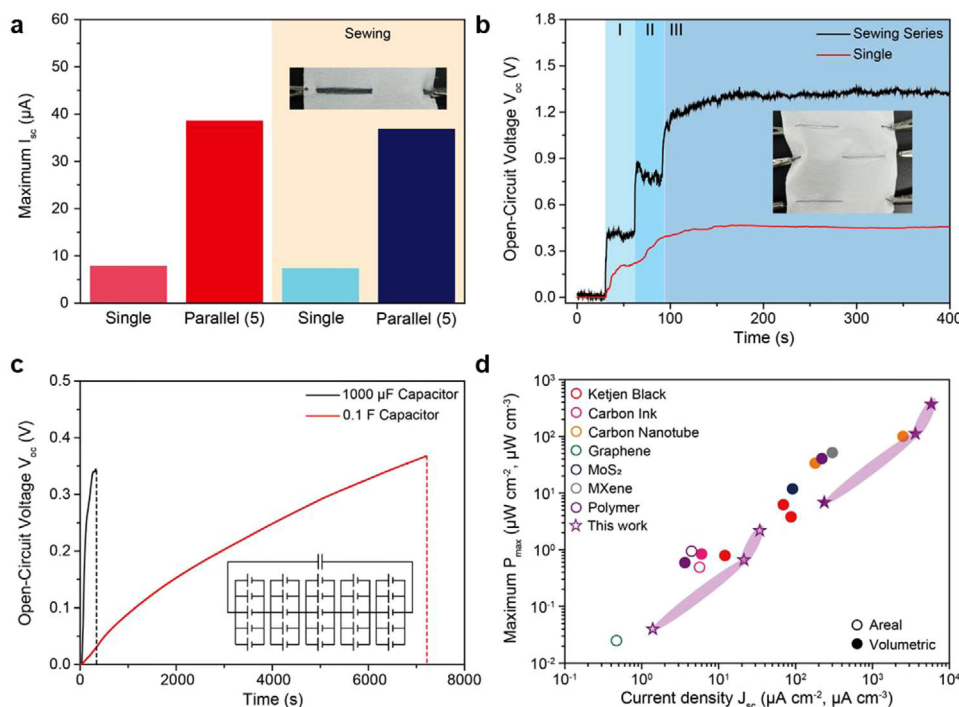 a
60
50
40
30
20
10
0
Maximum I_sc (µA)
Sewing
Single
Parallel (5)
Single
Parallel (5)
b
1.8
1.5
1.2
0.9
0.6
0.3
0.0
Open-Circuit Voltage V_oc (V)
I
II
III
Sewing Series
Single
0
100
200
300
400
Time (s)
c
0.5
0.4
0.3
0.2
0.1
0.0
Open-Circuit Voltage V_oc (V)
1000 µF Capacitor
0.1 F Capacitor
0
2000
4000
6000
8000
Time (s)
d
10³
10²
10¹
10⁰
10⁻¹
10⁻²
Maximum P_max (µW cm⁻², µW cm⁻³)
Ketjen Black
Carbon Ink
Carbon Nanotube
Graphene
MoS₂
MXene
Polymer
This work
Areal
Volumetric
10⁻¹
10⁰
10¹
10²
10³
10⁴
Current density J_sc (µA cm⁻², µA cm⁻³)